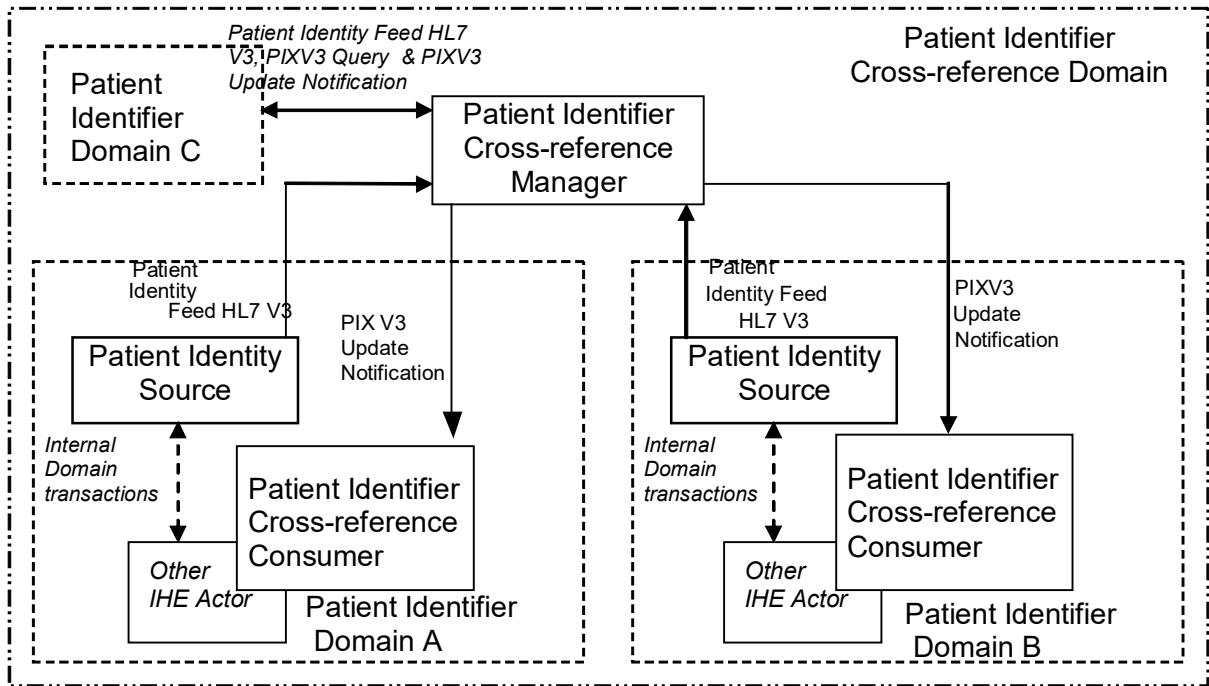 Patient Identity Feed HL7
V3, PIXV3 Query & PIXV3
Update Notification
Patient Identifier
Cross-reference Domain
Patient
Identifier
Domain C
Patient Identifier
Cross-reference
Manager
Patient
Identity
Feed HL7 V3
PIX V3
Update
Notification
Patient Identity
Source
Internal
Domain
transactions
Patient Identifier
Cross-reference
Consumer
Other
IHE Actor
Patient Identifier
Domain A
Patient
Identity Feed
HL7 V3
PIXV3
Update
Notification
Patient Identity
Source
Internal
Domain
transactions
Patient Identifier
Cross-reference
Consumer
Other
IHE Actor
Patient Identifier
Domain B